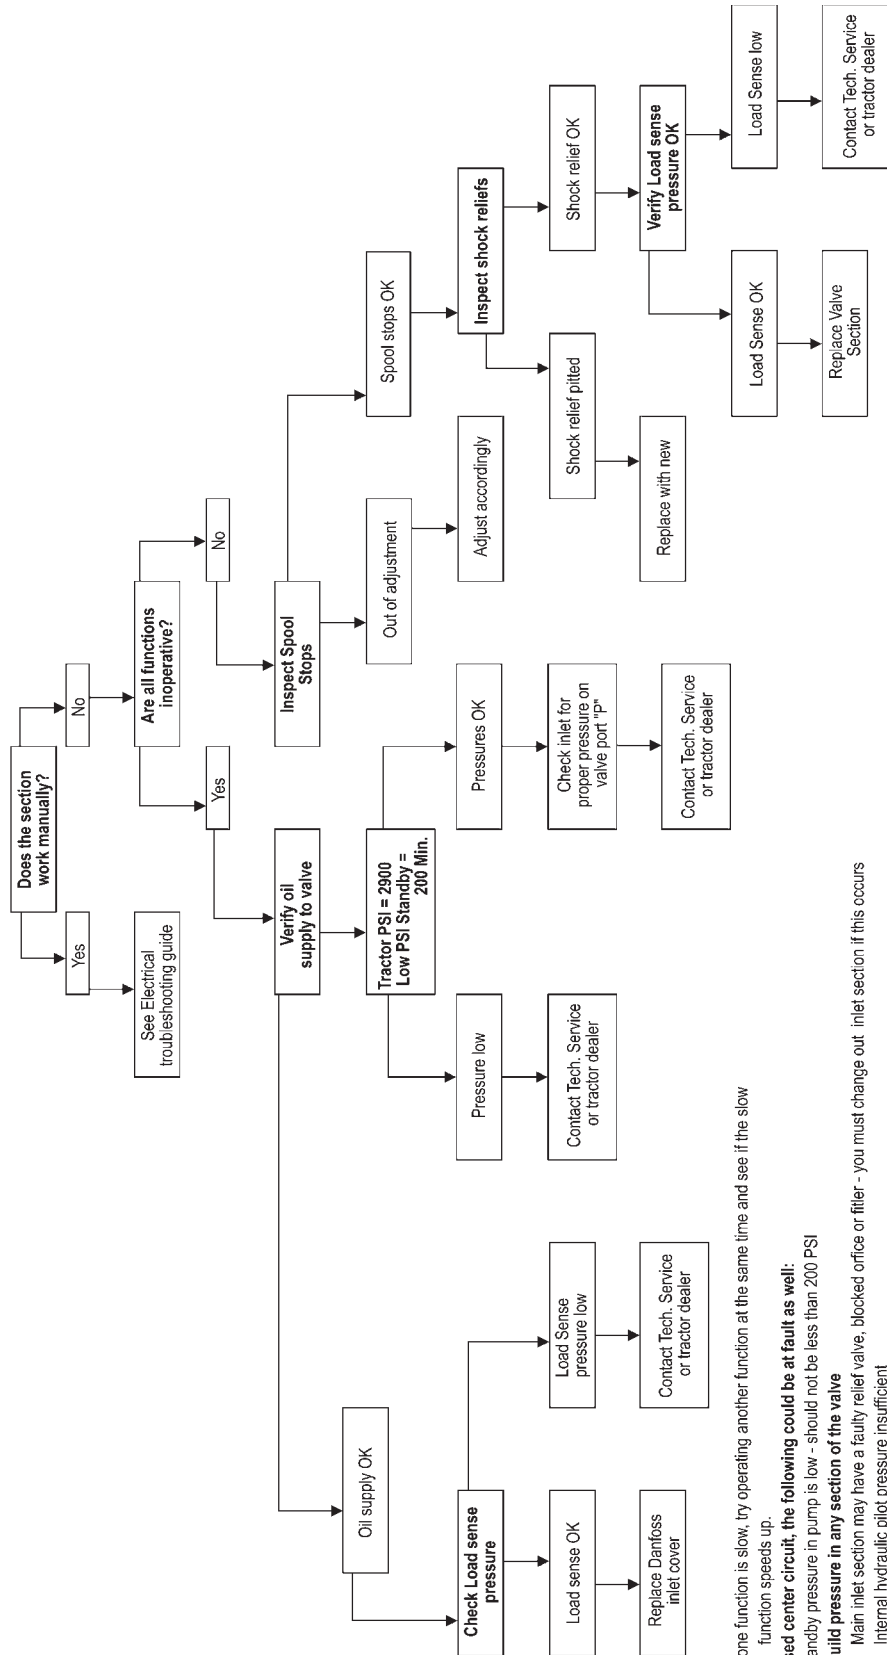 Does the section
work manually?
Yes
No
See Electrical
troubleshooting guide
Are all functions
inoperative?
Yes
No
Verify oil
supply to valve
Inspect Spool
Stops
Oil supply OK
Tractor PSI = 2900
Low PSI Standby =
200 Min.
Out of adjustment
Spool stops OK
Check Load sense
pressure
Pressure low
Pressures OK
Adjust accordingly
Inspect shock reliefs
Load sense OK
Load Sense
pressure low
Contact Tech. Service
or tractor dealer
Check inlet for
proper pressure on
valve port "P"
Shock relief pitted
Shock relief OK
Replace Danfoss
inlet cover
Contact Tech. Service
or tractor dealer
Contact Tech. Service
or tractor dealer
Replace with new
Verify Load sense
pressure OK
Load Sense OK
Load Sense low
Replace Valve
Section
Contact Tech. Service
or tractor dealer
one function is slow, try operating another function at the same time and see if the slow
function speeds up.
sed center circuit, the following could be at fault as well:
andby pressure in pump is low - should not be less than 200 PSI
uild pressure in any section of the valve
Main inlet section may have a faulty relief valve, blocked orfice or fitler - you must change out inlet section if this occurs
Internal hydraulic pilot pressure insufficient